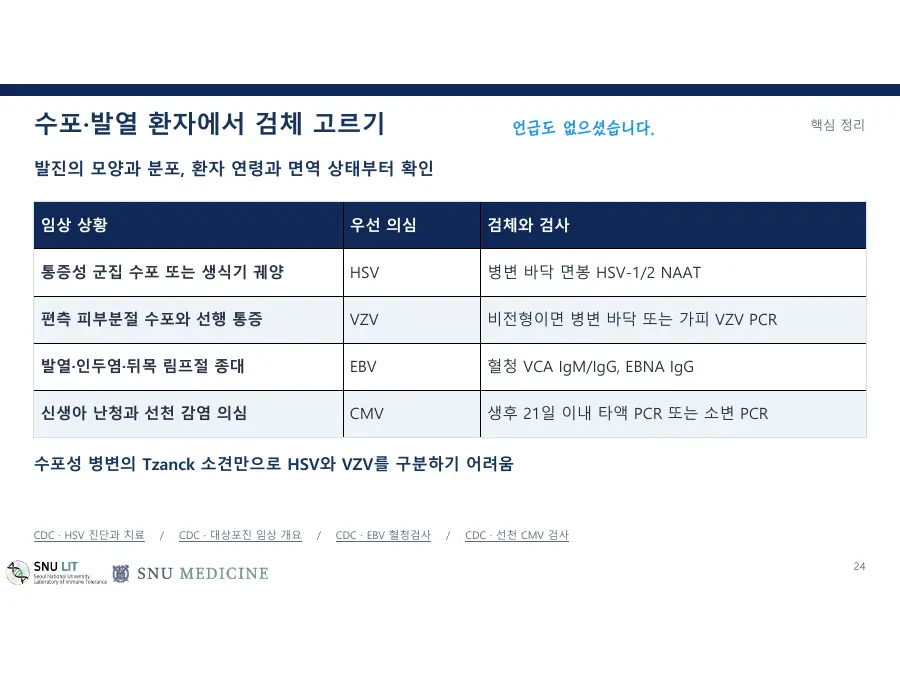 수포·발열 환자에서 검체 고르기
언급도 없으셨습니다.
핵심 정리
발진의 모양과 분포, 환자 연령과 면역 상태부터 확인
임상 상황 우선 의심 검체와 검사
통증성 군집 수포 또는 생식기 궤양 HSV 병변 바닥 면봉 HSV-1/2 NAAT
편측 피부분절 수포와 선행 통증 VZV 비전형이면 병변 바닥 또는 가피 VZV PCR
발열·인두염·뒤목 림프절 종대 EBV 혈청 VCA IgM/IgG, EBNA IgG
신생아 난청과 선천 감염 의심 CMV 생후 21일 이내 타액 PCR 또는 소변 PCR
수포성 병변의 Tzanck 소견만으로 HSV와 VZV를 구분하기 어려움
CDC · HSV 진단과 치료 / CDC · 대상포진 임상 개요 / CDC · EBV 혈청검사 / CDC · 선천 CMV 검사
SNU LIT
Seoul National University
Laboratory of Immune Tolerance
SNU MEDICINE
24